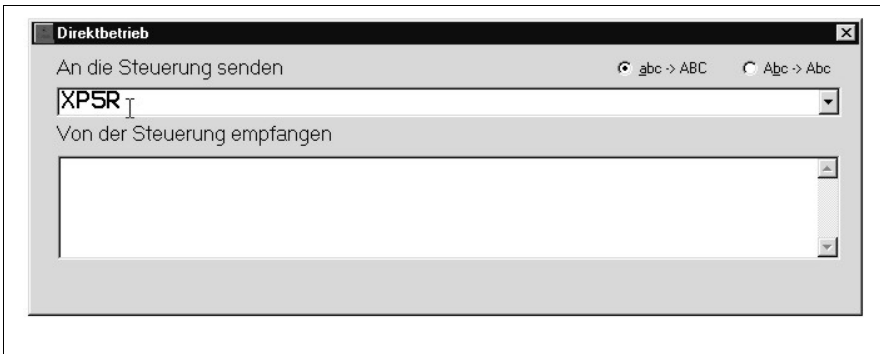 Direktbetrieb
An die Steuerung senden abc -> ABC Abc -> Abc
XP5R
Von der Steuerung empfangen